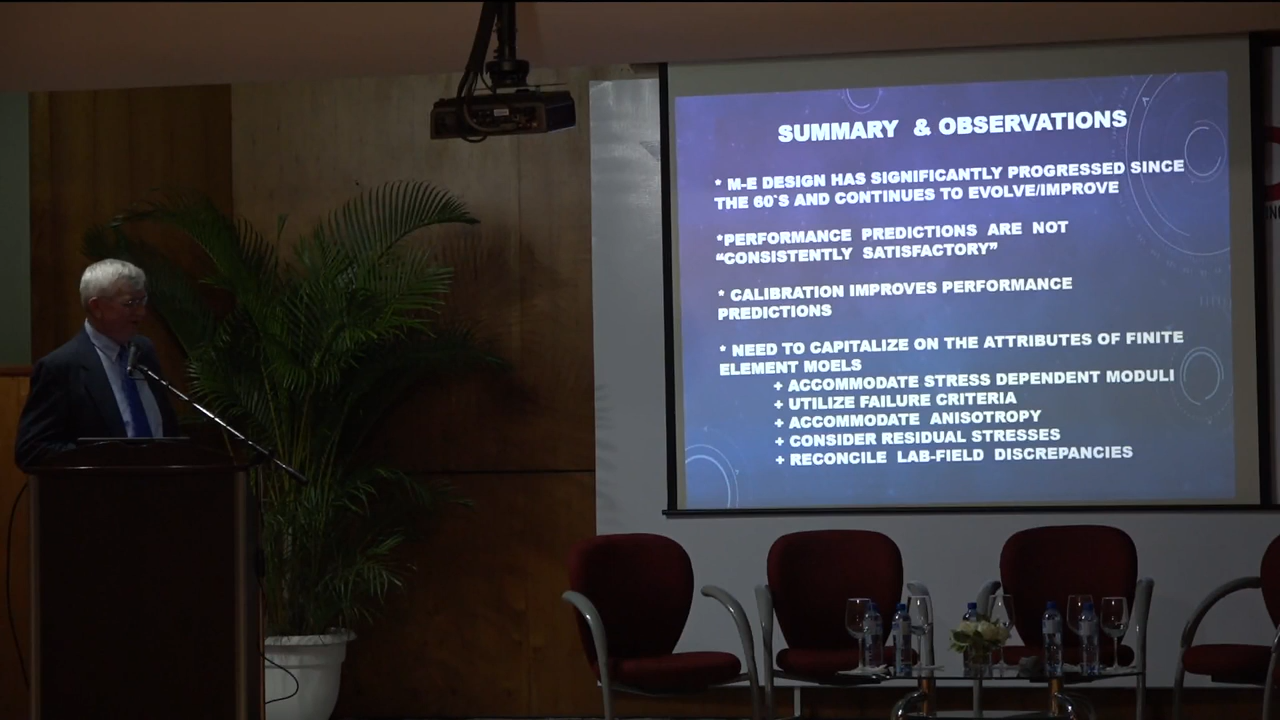 SUMMARY & OBSERVATIONS
* M-E DESIGN HAS SIGNIFICANTLY PROGRESSED SINCE
THE 60`S AND CONTINUES TO EVOLVE/IMPROVE
*PERFORMANCE PREDICTIONS ARE NOT
“CONSISTENTLY SATISFACTORY”
* CALIBRATION IMPROVES PERFORMANCE
PREDICTIONS
* NEED TO CAPITALIZE ON THE ATTRIBUTES OF FINITE
ELEMENT MOELS
+ ACCOMMODATE STRESS DEPENDENT MODULI
+ UTILIZE FAILURE CRITERIA
+ ACCOMMODATE ANISOTROPY
+ CONSIDER RESIDUAL STRESSES
+ RECONCILE LAB-FIELD DISCREPANCIES